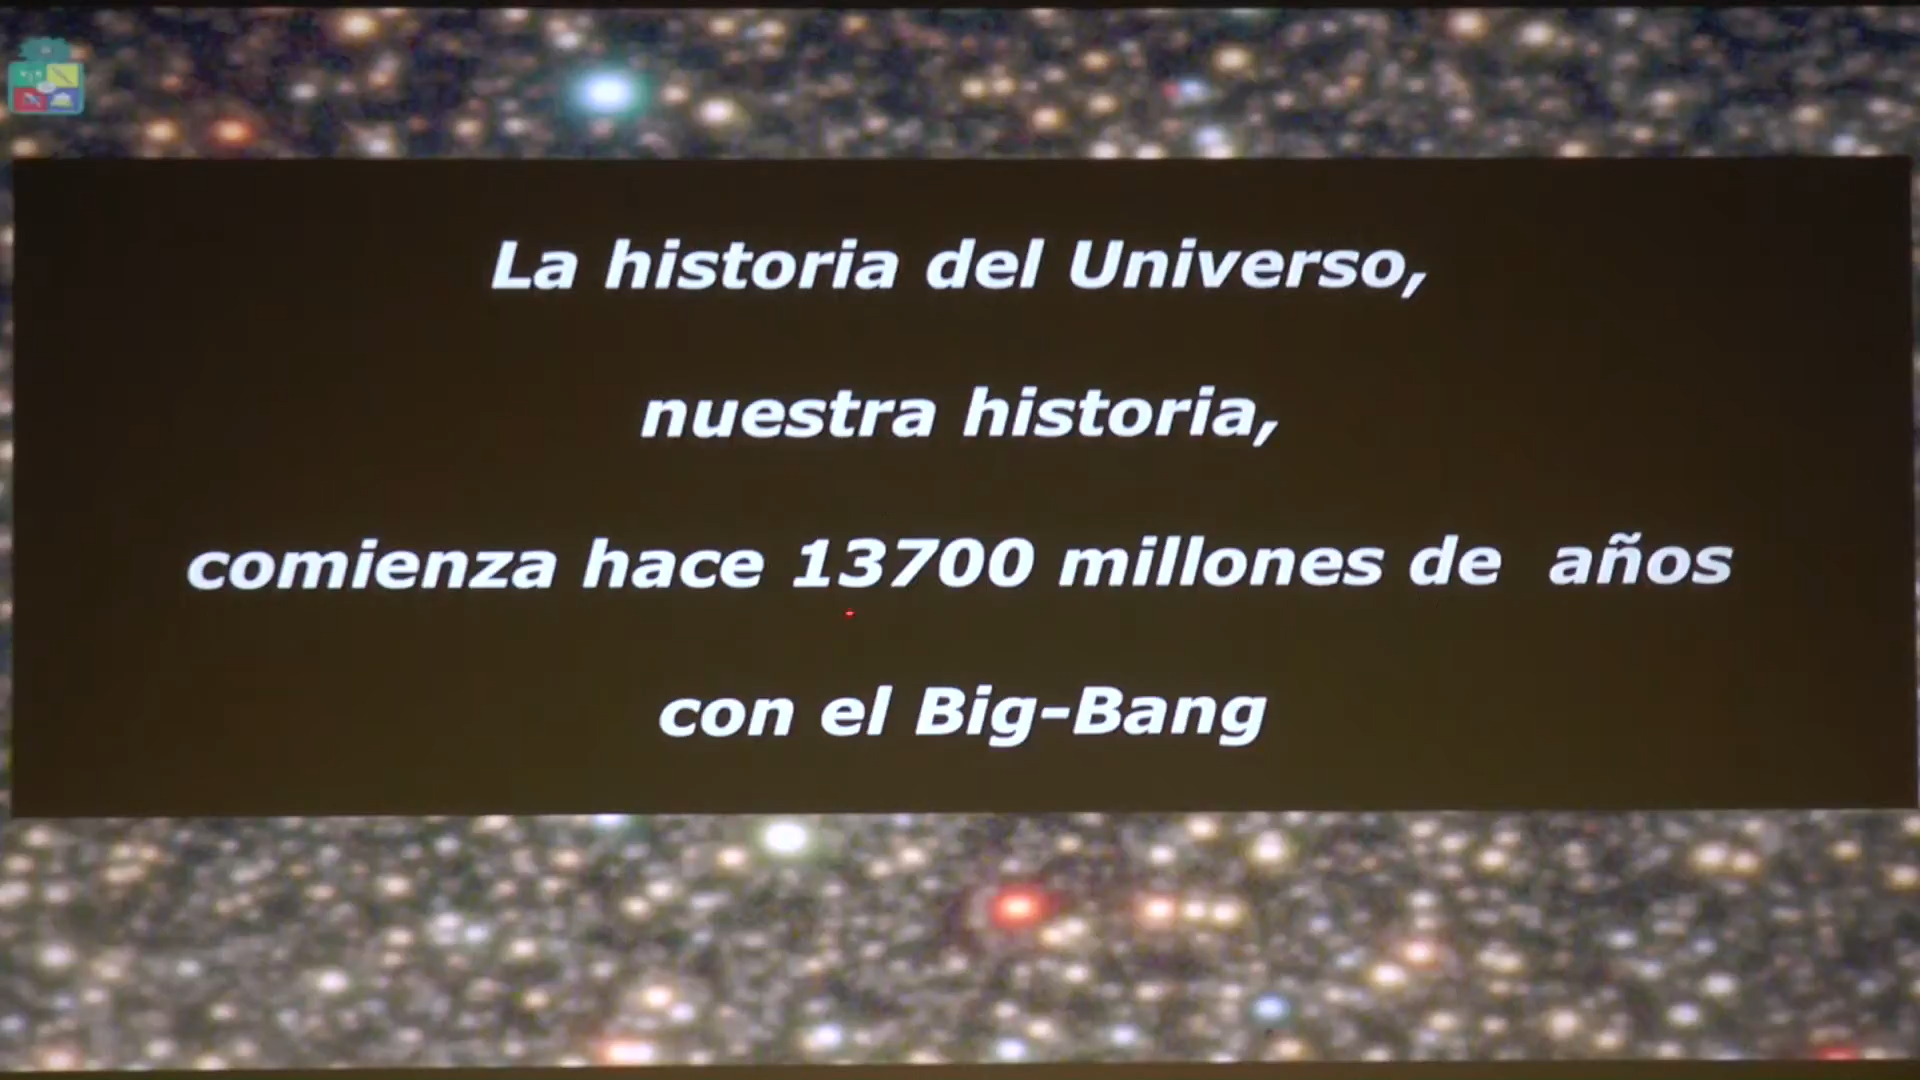 La historia del Universo,
nuestra historia,
comienza hace 13700 millones de años
con el Big-Bang